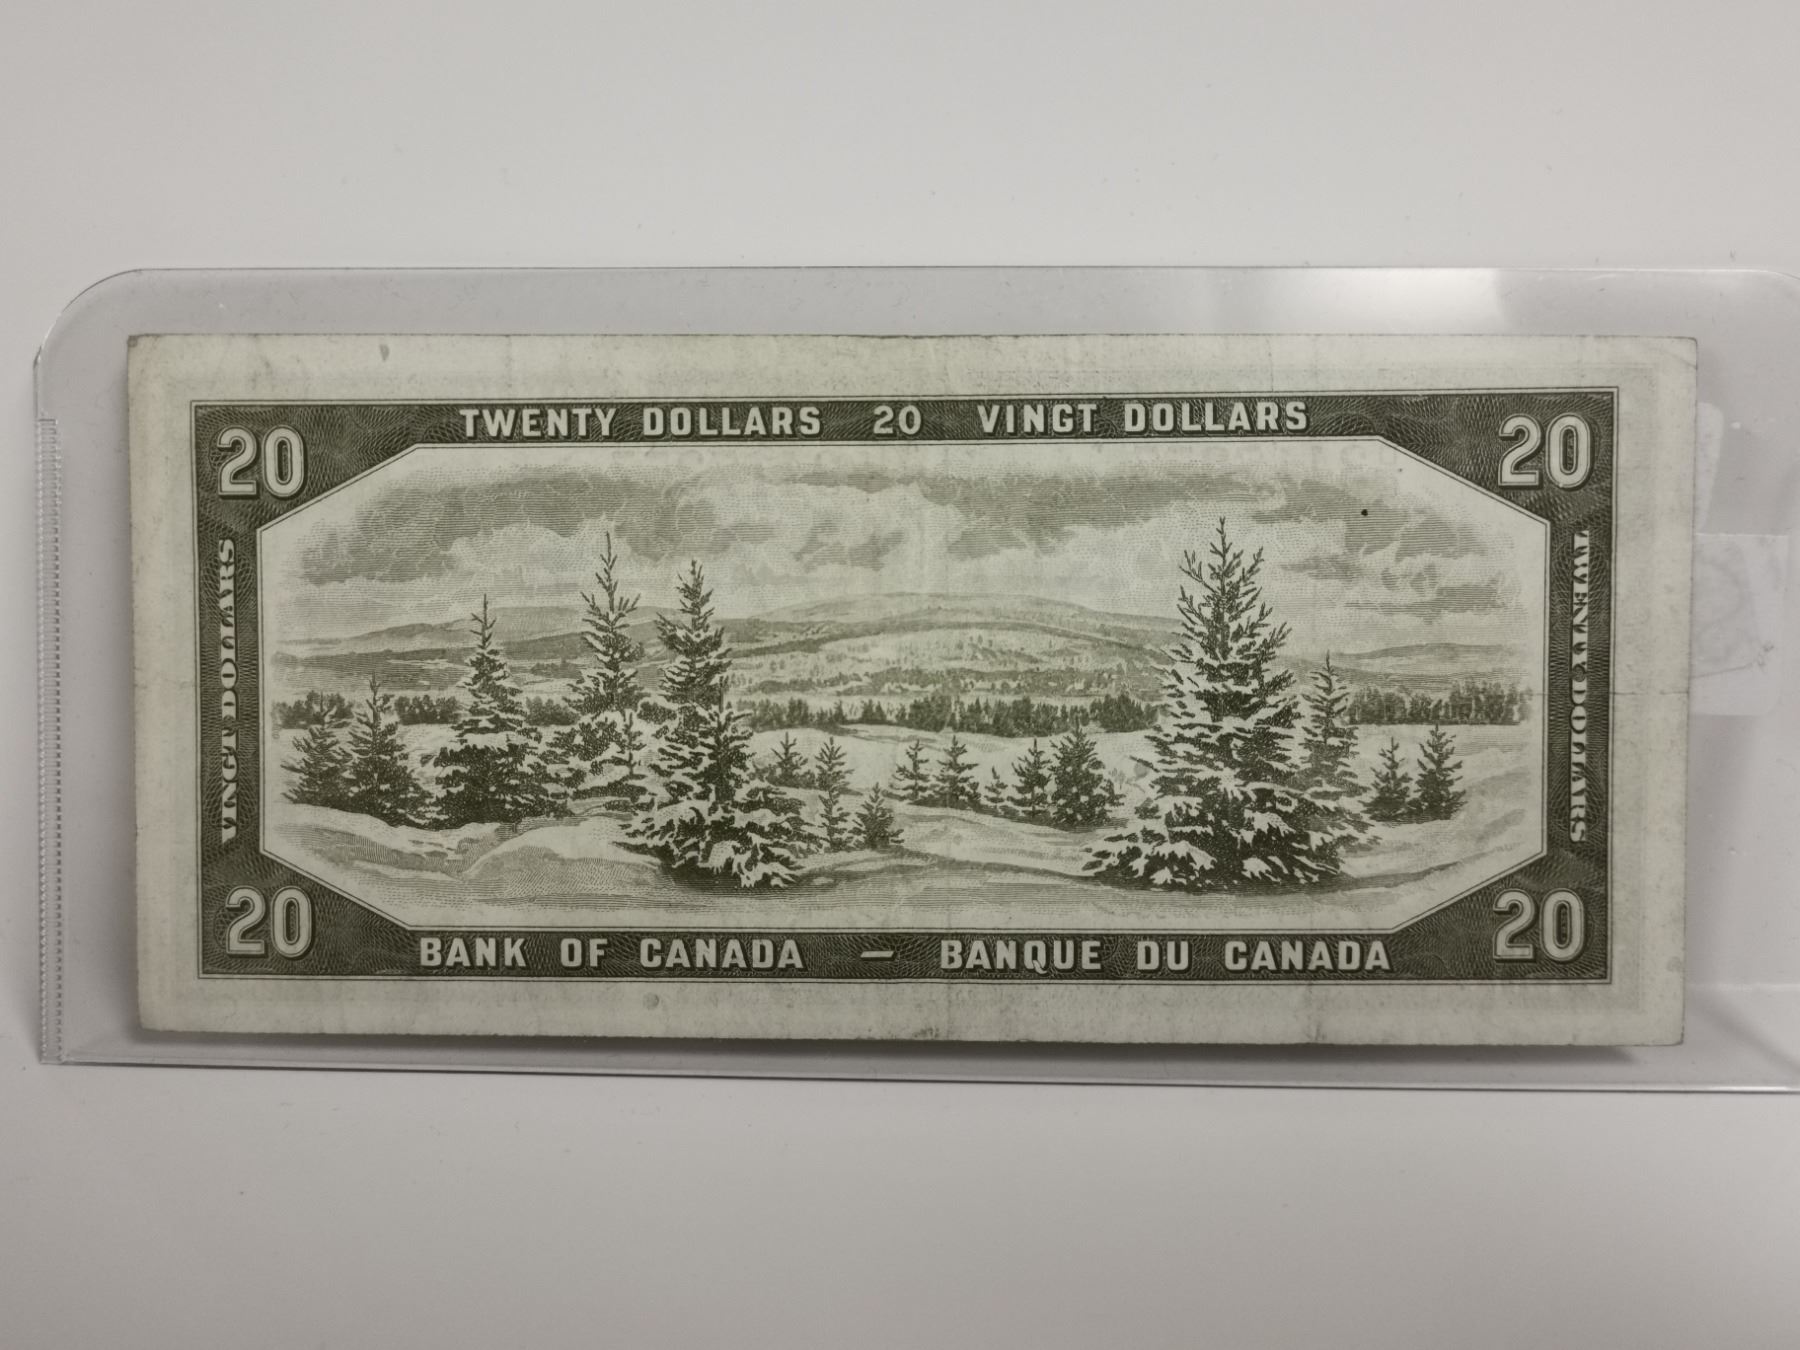 TWENTY DOLLARS 20 VINGT DOLLARS
20
20
VINGT DOLLARS
TWENTY DOLLARS
20
20
BANK OF CANADA — BANQUE DU CANADA